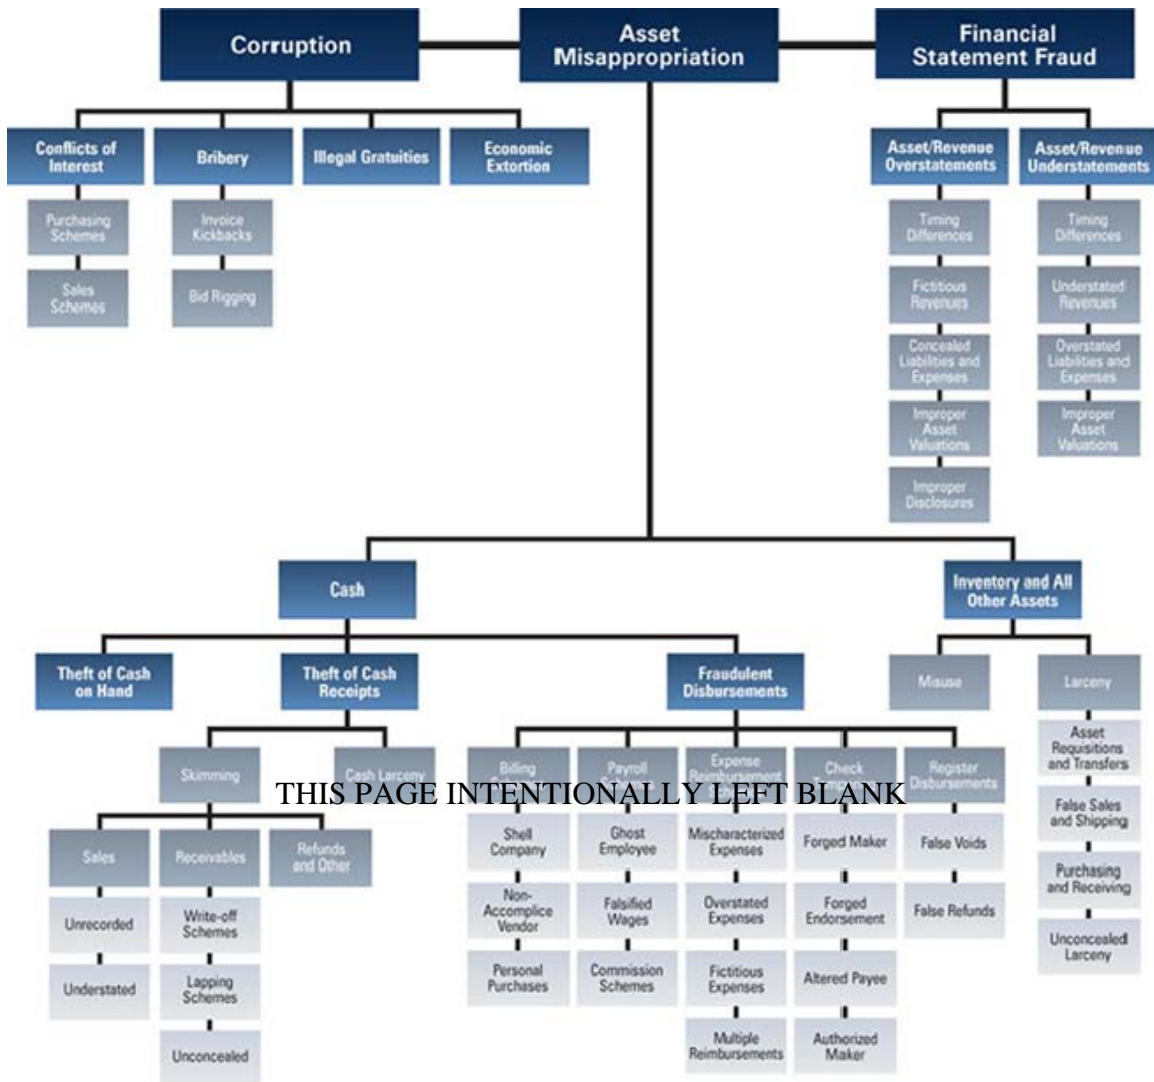 Corruption
Asset
Misappropriation
Financial
Statement Fraud
Conflicts of
Interest
Bribery
Illegal Gratuities
Economic
Extortion
Asset/Revenue
Overstatements
Asset/Revenue
Understatements
Purchasing
Schemes
Sales
Schemes
Invoice
Kickbacks
Bid Rigging
Timing
Differences
Fictitious
Revenues
Concealed
Liabilities and
Expenses
Improper
Asset
Valuations
Improper
Disclosures
Timing
Differences
Understated
Revenues
Overstated
Liabilities and
Expenses
Improper
Asset
Valuations
Cash
Inventory and All
Other Assets
Theft of Cash
on Hand
Theft of Cash
Receipts
Fraudulent
Disbursements
Misuse
Larceny
Asset
Requisitions
and Transfers
False Sales
and Shipping
Purchasing
and Receiving
Unconcealed
Larceny
Skimming
Cash Larceny
THIS PAGE INTENTIONALLY LEFT BLANK
Sales
Receivables
Refunds
and Other
Unrecorded
Understated
Write-off
Schemes
Lapping
Schemes
Unconcealed
Billing
Shell
Company
Non-
Accomplice
Vendor
Personal
Purchases
Payroll
Ghost
Employee
Falsified
Wages
Commission
Schemes
Expense
Reimbursement
Mischaracterized
Expenses
Overstated
Expenses
Fictitious
Expenses
Multiple
Reimbursements
Check
Forged Maker
Forged
Endorsement
Altered Payee
Authorized
Maker
Register
Disbursements
False Voids
False Refunds